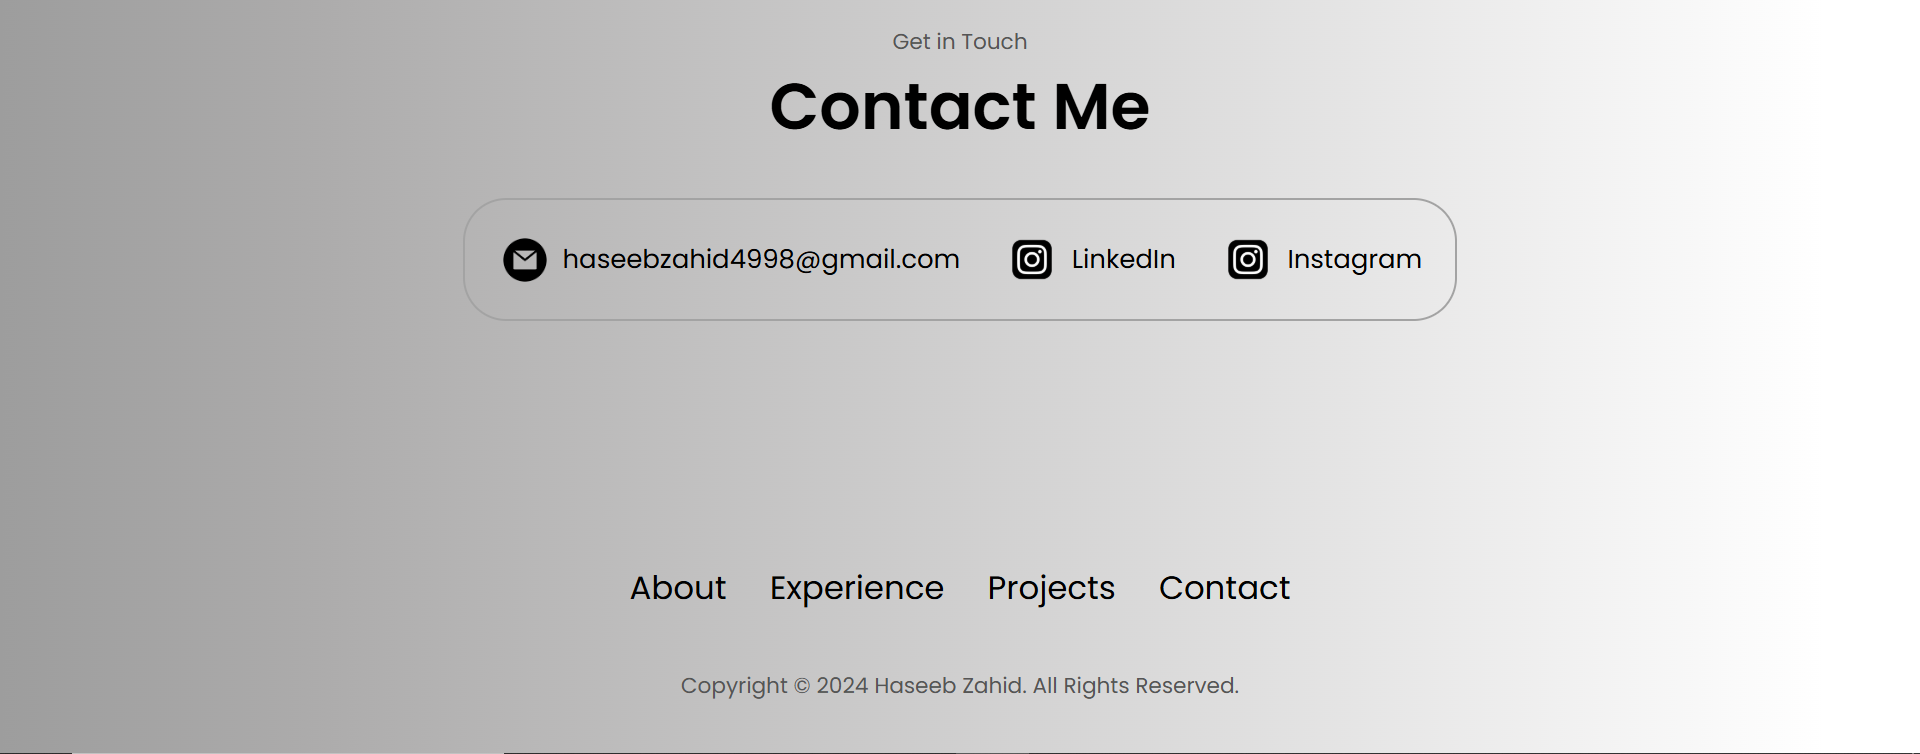 Get in Touch
Contact Me
haseebzahid4998@gmail.com LinkedIn Instagram
About Experience Projects Contact
Copyright © 2024 Haseeb Zahid. All Rights Reserved.